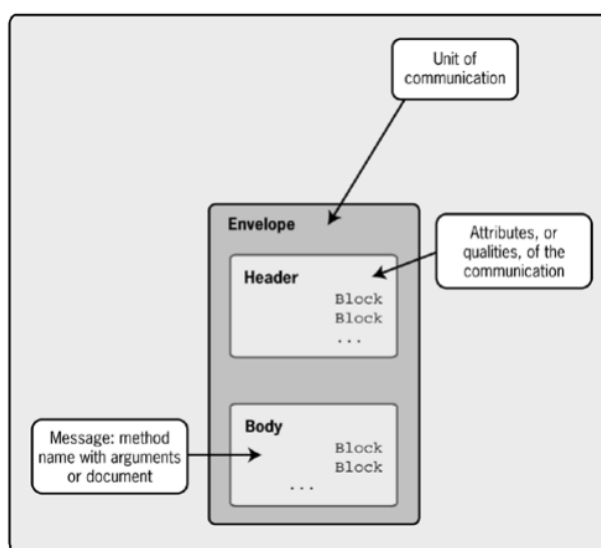 Unit of
communication
Envelope
Attributes, or
qualities, of the
communication
Header
Block
Block
...
Message: method
name with arguments
or document
Body
Block
Block
...